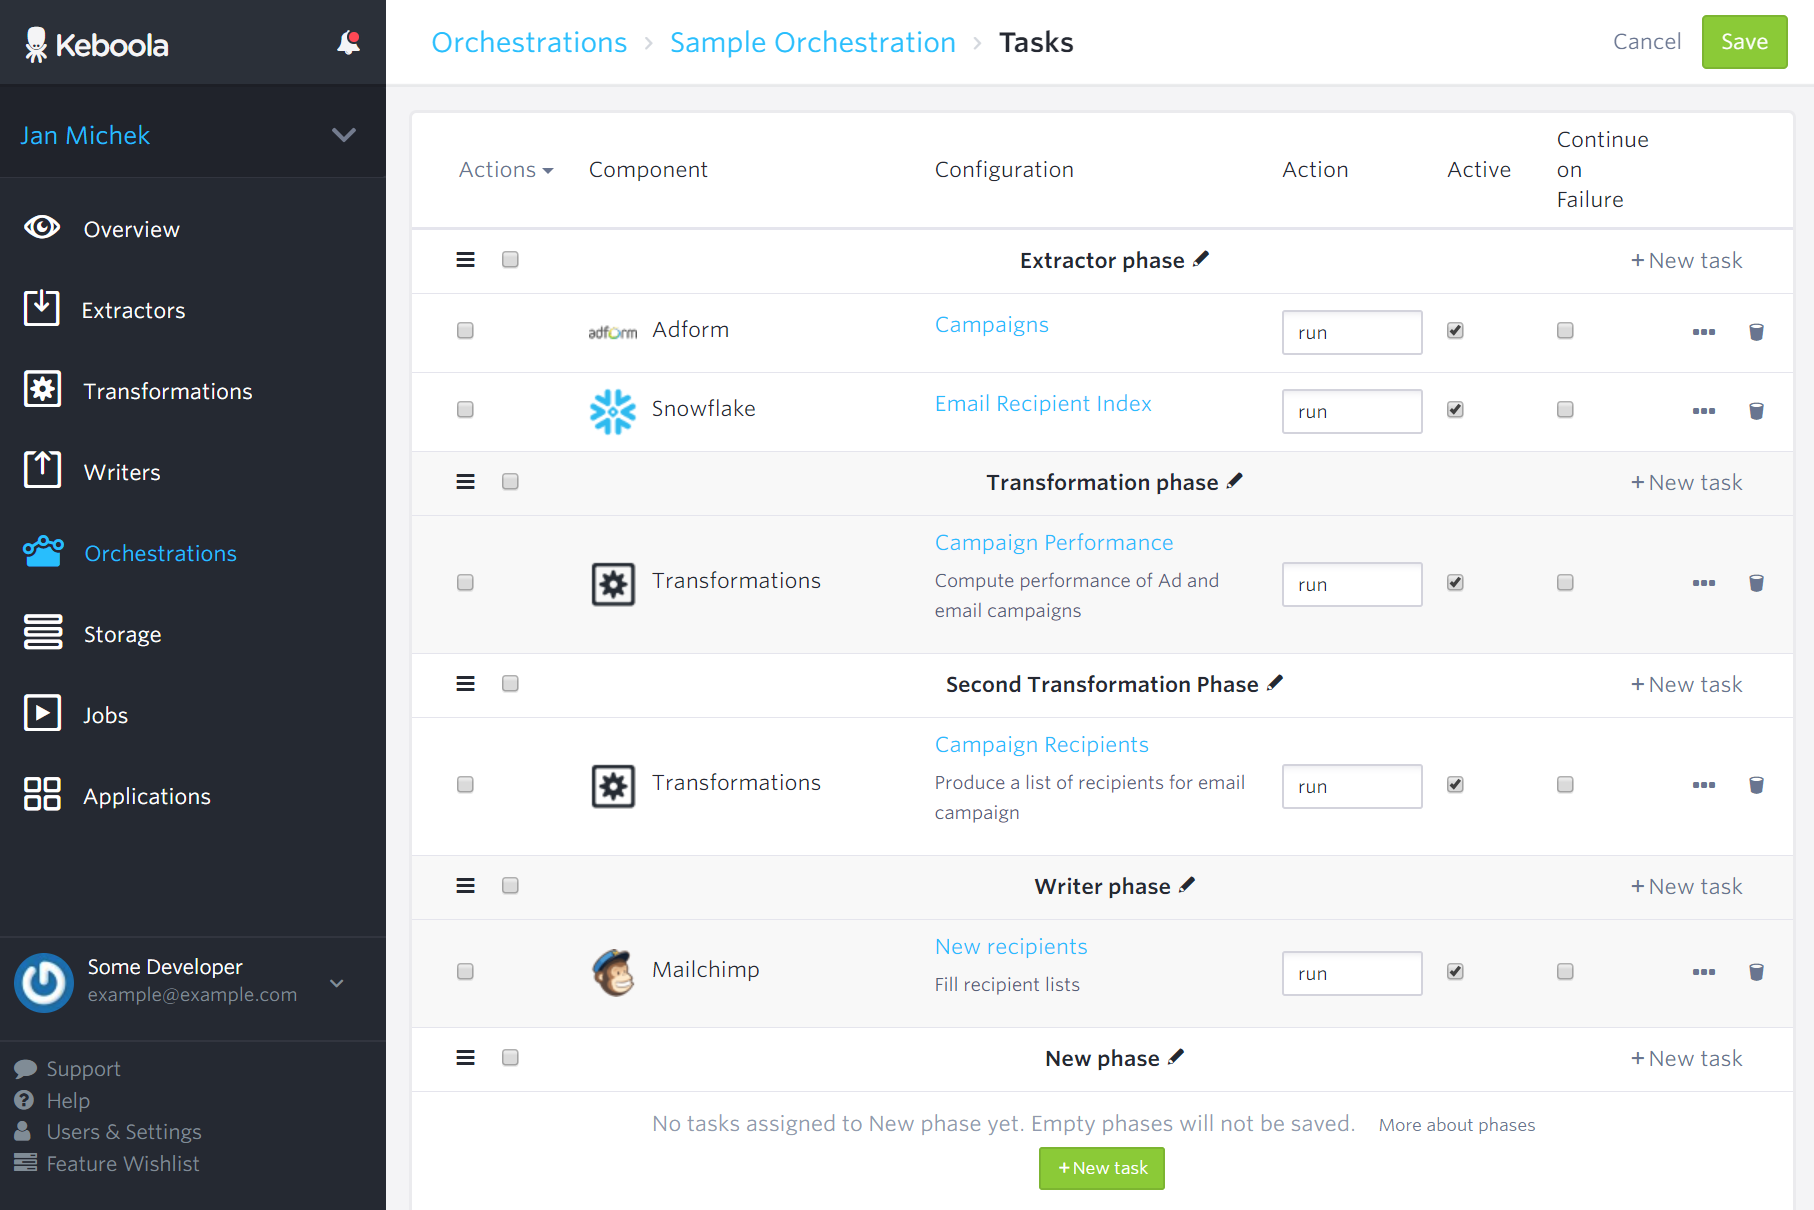 Keboola
Jan Michek
Overview
Extractors
Transformations
Writers
Orchestrations
Storage
Jobs
Applications
Some Developer
example@example.com
Support
Help
Users & Settings
Feature Wishlist
Orchestrations › Sample Orchestration › Tasks
Cancel
Save
Actions Component Configuration Action Active Continue
on
Failure
Extractor phase + New task
adform Adform Campaigns run
Snowflake Email Recipient Index run
Transformation phase + New task
Transformations Campaign Performance run
Compute performance of Ad and
email campaigns
Second Transformation Phase + New task
Transformations Campaign Recipients run
Produce a list of recipients for email
campaign
Writer phase + New task
Mailchimp New recipients run
Fill recipient lists
New phase + New task
No tasks assigned to New phase yet. Empty phases will not be saved. More about phases
+ New task